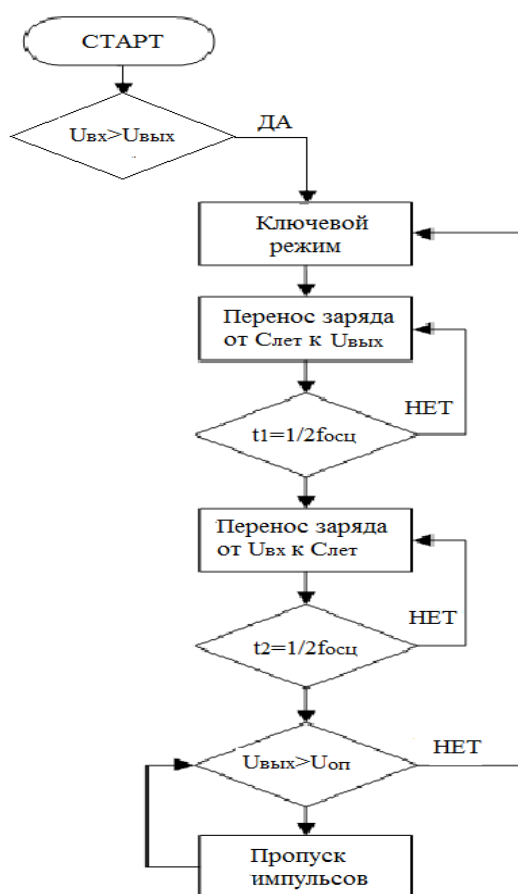 СТАРТ
Uвх>Uвых
ДА
Ключевой
режим
Перенос заряда
от Cлет к Uвых
НЕТ
t1=1/2fосц
Перенос заряда
от Uвх к Cлет
НЕТ
t2=1/2fосц
НЕТ
Uвых>Uоп
Пропуск
импульсов